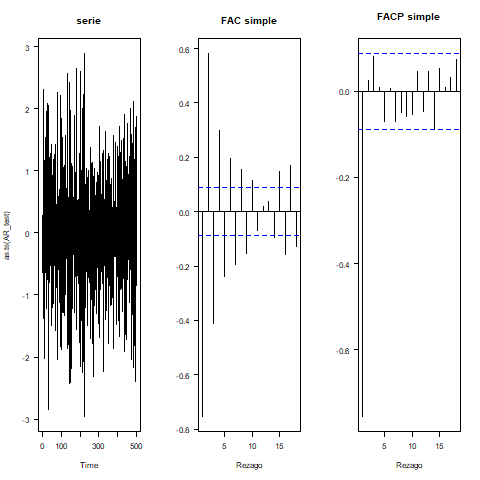 serie
as.ts(AR_test)
3
2
1
0
-1
-2
-3
0 100 300 500
Time
FAC simple
0.6
0.4
0.2
0.0
-0.2
-0.4
-0.6
-0.8
5 10 15
Rezago
FACP simple
0.0
-0.2
-0.4
-0.6
5 10 15
Rezago